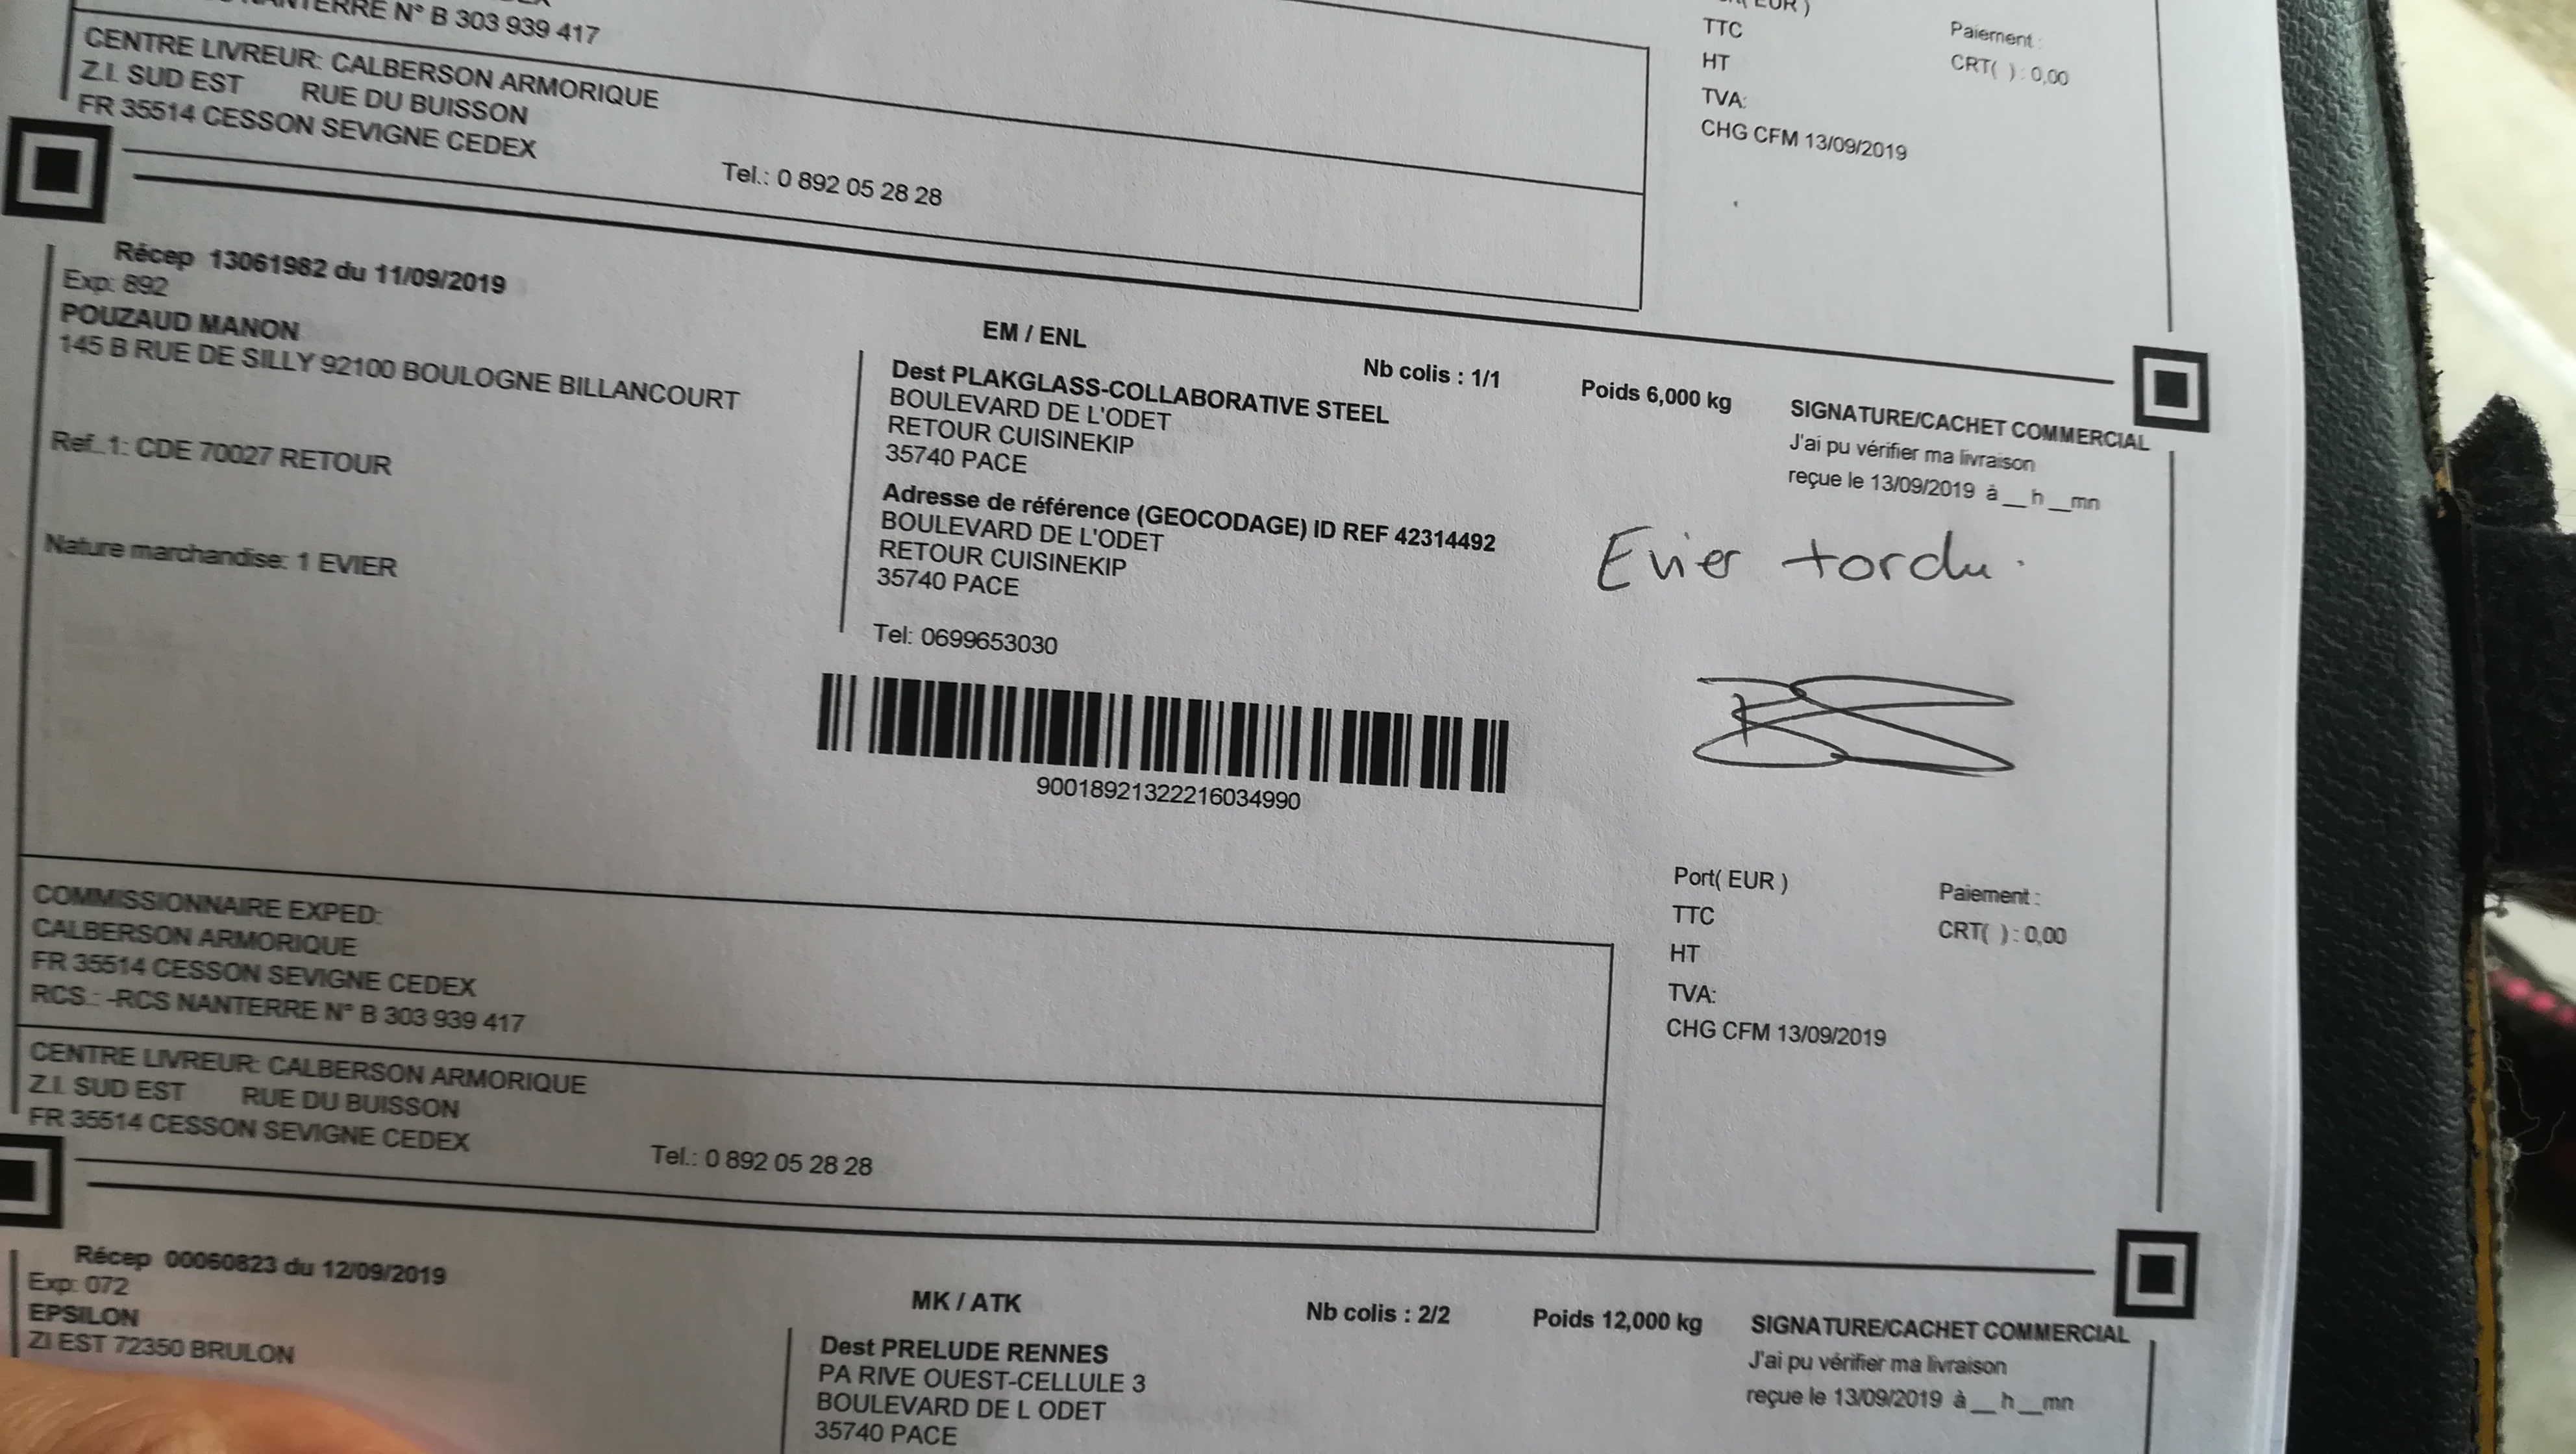 NANTERRE N° B 303 939 417
CENTRE LIVREUR: CALBERSON ARMORIQUE
Z.I. SUD EST RUE DU BUISSON
FR 35514 CESSON SEVIGNE CEDEX
Tel.: 0 892 05 28 28
EUR )
TTC
HT
TVA:
CHG CFM 13/09/2019
Paiement :
CRT( ) : 0,00
Récep 13061982 du 11/09/2019
Exp: 892
POUZAUD MANON
145 B RUE DE SILLY 92100 BOULOGNE BILLANCOURT
Ref_1: CDE 70027 RETOUR
Nature marchandise: 1 EVIER
EM / ENL
Nb colis : 1/1
Poids 6,000 kg
Dest PLAKGLASS-COLLABORATIVE STEEL
BOULEVARD DE L'ODET
RETOUR CUISINEKIP
35740 PACE
Adresse de référence (GEOCODAGE) ID REF 42314492
BOULEVARD DE L'ODET
RETOUR CUISINEKIP
35740 PACE
Tel: 0699653030
90018921322216034990
SIGNATURE/CACHET COMMERCIAL
J'ai pu vérifier ma livraison
reçue le 13/09/2019 à __ h __mn
Evier tordu.
COMMISSIONNAIRE EXPED:
CALBERSON ARMORIQUE
FR 35514 CESSON SEVIGNE CEDEX
RCS.: -RCS NANTERRE N° B 303 939 417
CENTRE LIVREUR: CALBERSON ARMORIQUE
Z.I. SUD EST RUE DU BUISSON
FR 35514 CESSON SEVIGNE CEDEX
Tel.: 0 892 05 28 28
Port( EUR )
TTC
HT
TVA:
CHG CFM 13/09/2019
Paiement :
CRT( ) : 0,00
Récep 00060823 du 12/09/2019
Exp: 072
EPSILON
ZI EST 72350 BRULON
MK / ATK
Nb colis : 2/2
Poids 12,000 kg
Dest PRELUDE RENNES
PA RIVE OUEST-CELLULE 3
BOULEVARD DE L ODET
35740 PACE
SIGNATURE/CACHET COMMERCIAL
J'ai pu vérifier ma livraison
reçue le 13/09/2019 à __ h __mn